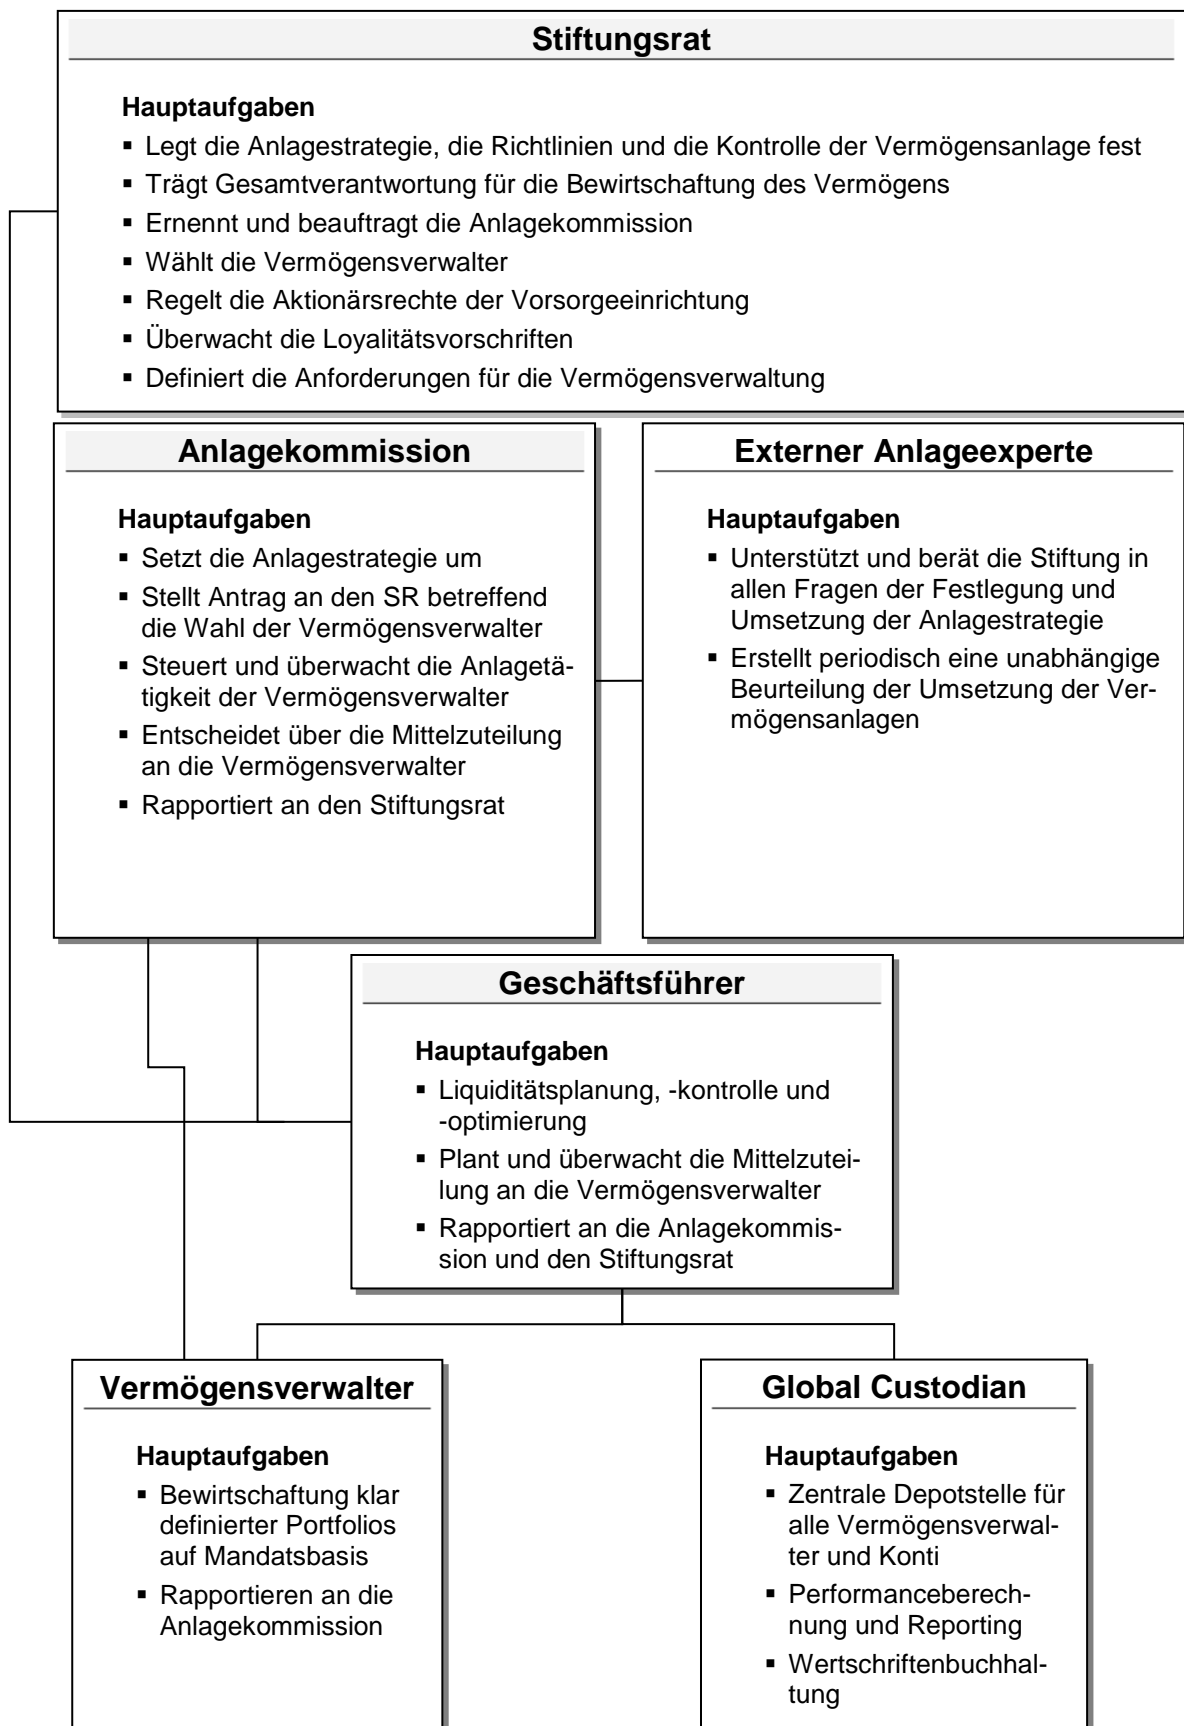 Stiftungsrat
Hauptaufgaben
▪ Legt die Anlagestrategie, die Richtlinien und die Kontrolle der Vermögensanlage fest
▪ Trägt Gesamtverantwortung für die Bewirtschaftung des Vermögens
▪ Ernennt und beauftragt die Anlagekommission
▪ Wählt die Vermögensverwalter
▪ Regelt die Aktionärsrechte der Vorsorgeeinrichtung
▪ Überwacht die Loyalitätsvorschriften
▪ Definiert die Anforderungen für die Vermögensverwaltung
Anlagekommission
Hauptaufgaben
▪ Setzt die Anlagestrategie um
▪ Stellt Antrag an den SR betreffend
die Wahl der Vermögensverwalter
▪ Steuert und überwacht die Anlagetä-
tigkeit der Vermögensverwalter
▪ Entscheidet über die Mittelzuteilung
an die Vermögensverwalter
▪ Rapportiert an den Stiftungsrat
Externer Anlageexperte
Hauptaufgaben
▪ Unterstützt und berät die Stiftung in
allen Fragen der Festlegung und
Umsetzung der Anlagestrategie
▪ Erstellt periodisch eine unabhängige
Beurteilung der Umsetzung der Ver-
mögensanlagen
Geschäftsführer
Hauptaufgaben
▪ Liquiditätsplanung, -kontrolle und
-optimierung
▪ Plant und überwacht die Mittelzutei-
lung an die Vermögensverwalter
▪ Rapportiert an die Anlagekommis-
sion und den Stiftungsrat
Vermögensverwalter
Hauptaufgaben
▪ Bewirtschaftung klar
definierter Portfolios
auf Mandatsbasis
▪ Rapportieren an die
Anlagekommission
Global Custodian
Hauptaufgaben
▪ Zentrale Depotstelle für
alle Vermögensverwal-
ter und Konti
▪ Performanceberech-
nung und Reporting
▪ Wertschriftenbuchhal-
tung